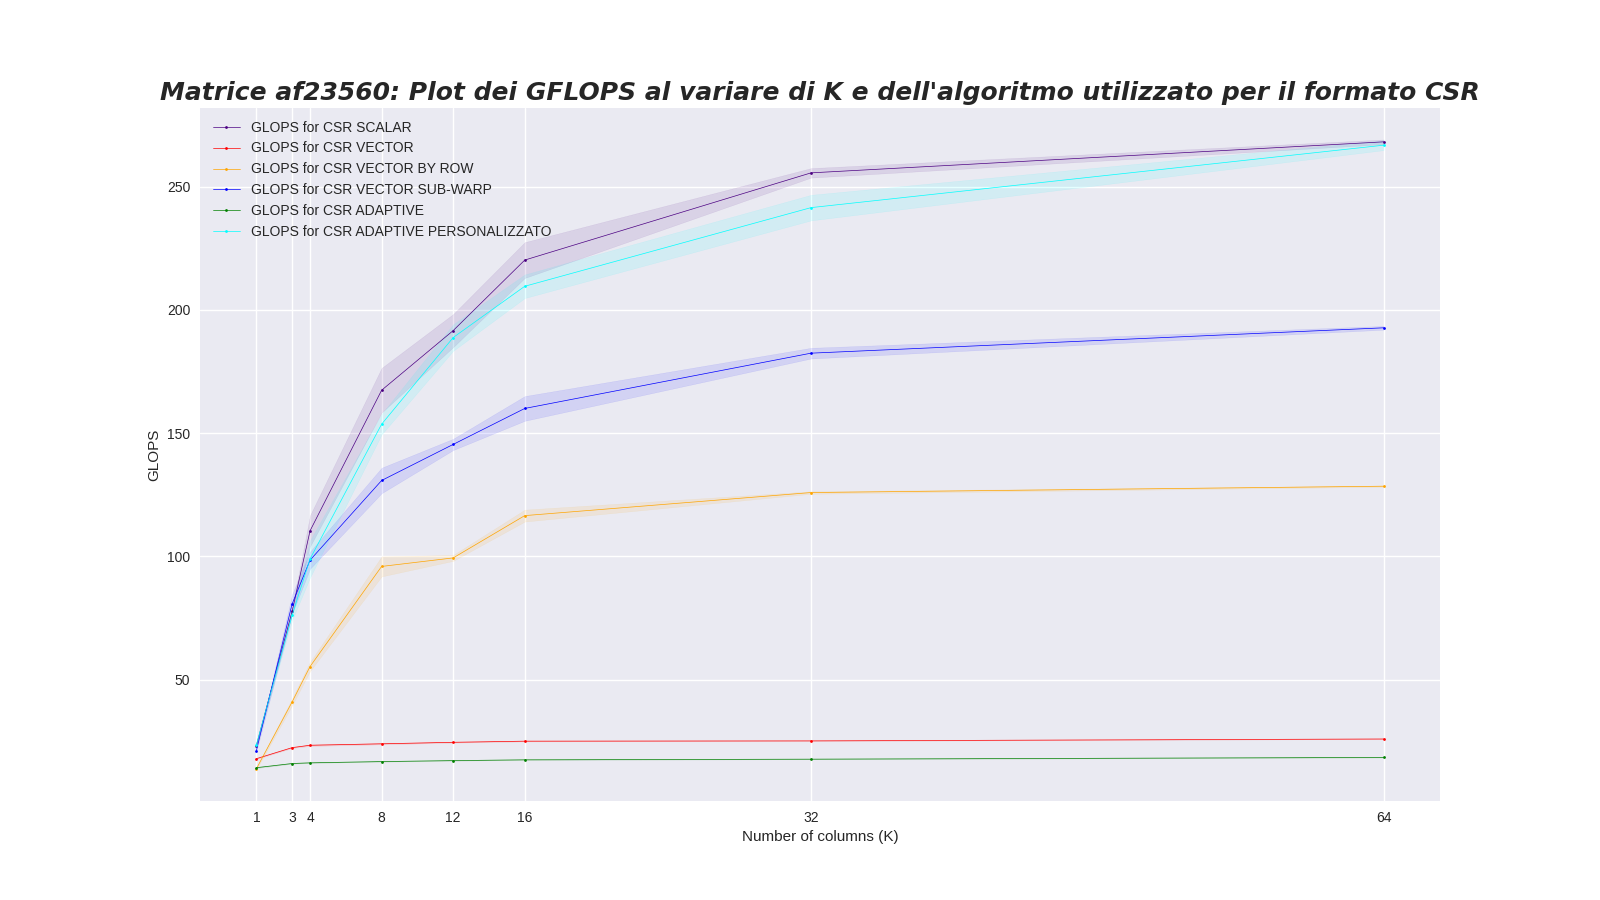 Matrice af23560: Plot dei GFLOPS al variare di K e dell'algoritmo utilizzato per il formato CSR
GLOPS for CSR SCALAR
GLOPS for CSR VECTOR
GLOPS for CSR VECTOR BY ROW
GLOPS for CSR VECTOR SUB-WARP
GLOPS for CSR ADAPTIVE
GLOPS for CSR ADAPTIVE PERSONALIZZATO
250
200
150
100
50
GLOPS
1 3 4 8 12 16 32 64
Number of columns (K)